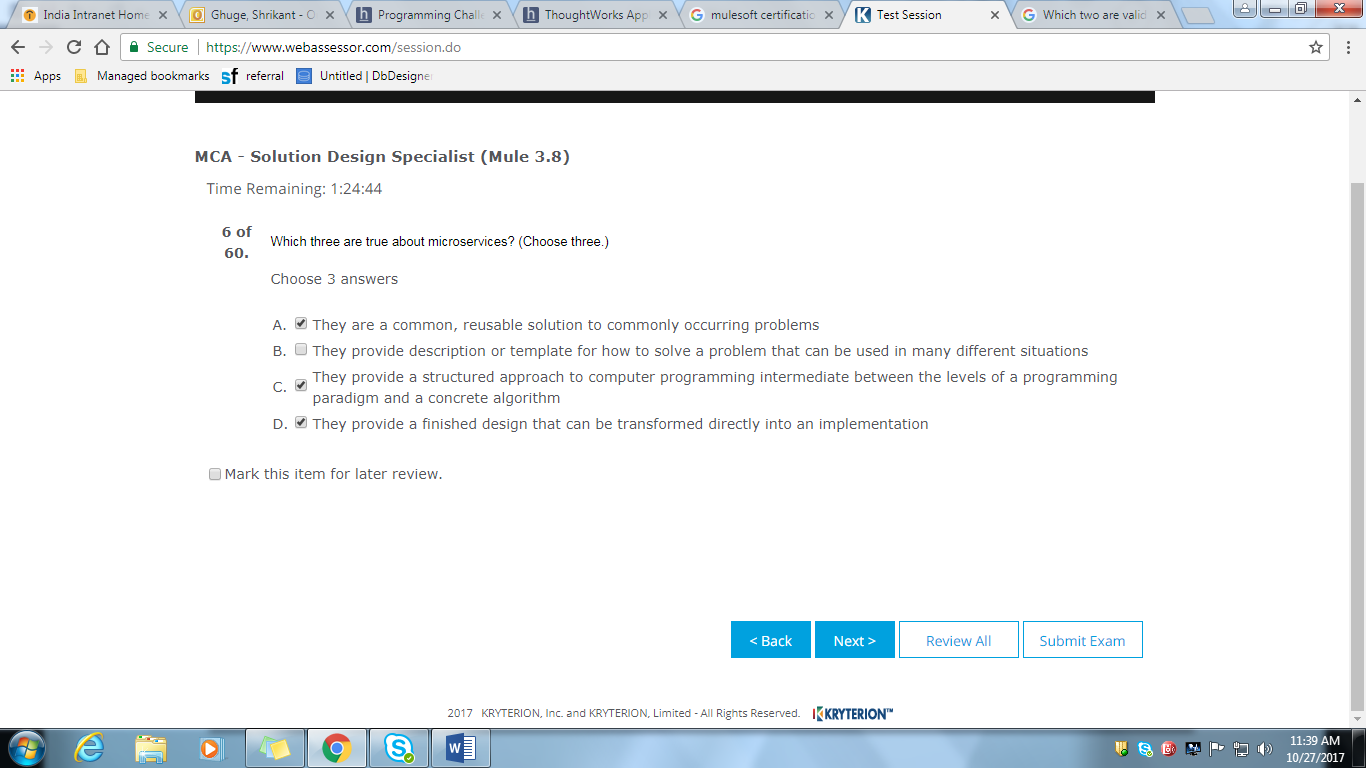 India Intranet Home
Ghuge, Shrikant - O
Programming Chall
ThoughtWorks App
mulesoft certificatio
Test Session
Which two are valid
Secure
https://www.webassessor.com/session.do
Apps
Managed bookmarks
sf referral
Untitled | DbDesigner
MCA - Solution Design Specialist (Mule 3.8)
Time Remaining: 1:24:44
6 of
60.
Which three are true about microservices? (Choose three.)
Choose 3 answers
A. They are a common, reusable solution to commonly occurring problems
B. They provide description or template for how to solve a problem that can be used in many different situations
C. They provide a structured approach to computer programming intermediate between the levels of a programming
paradigm and a concrete algorithm
D. They provide a finished design that can be transformed directly into an implementation
Mark this item for later review.
< Back
Next >
Review All
Submit Exam
2017 KRYTERION, Inc. and KRYTERION, Limited - All Rights Reserved. KRYTERION™
11:39 AM
10/27/2017